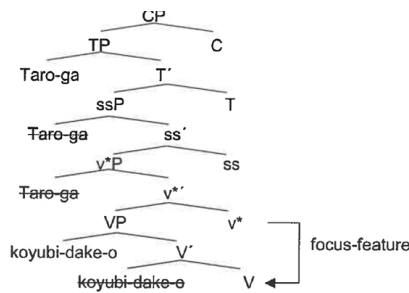 CP
TP C
Taro-ga T´
ssP T
Taro-ga ss´
v*P ss
Taro-ga v*´
VP v*
focus-feature
koyubi-dake-o V´
koyubi-dake-o V